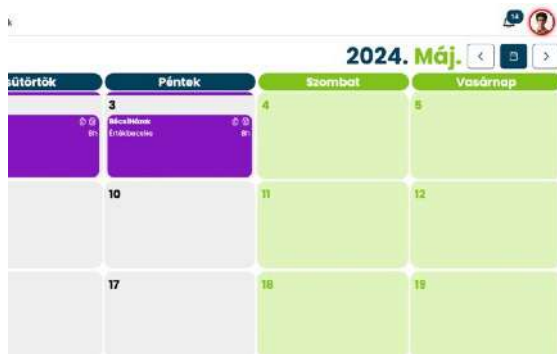 k
14
2024. Máj.
sütörtök Péntek Szombat Vasárnap
3 4 5
8h
Értékbecslés 8h
10 11 12
17 18 19